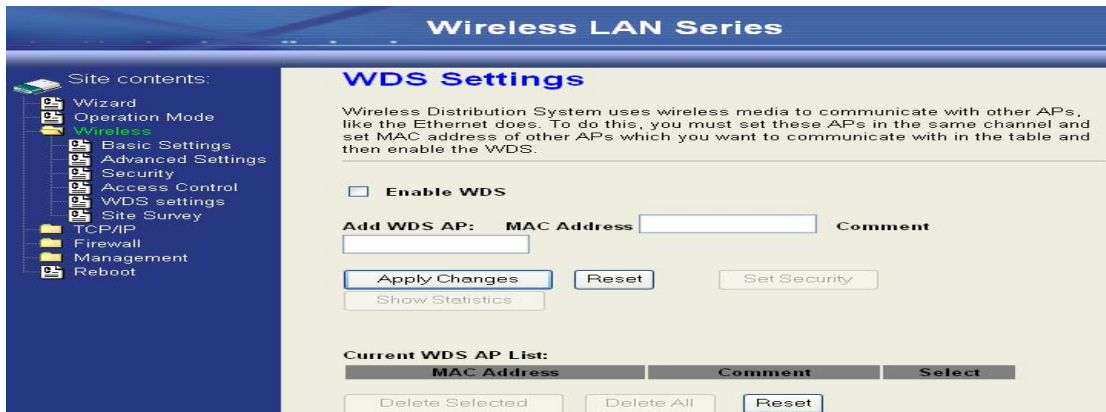 Wireless LAN Series
Site contents:
Wizard
Operation Mode
Wireless
Basic Settings
Advanced Settings
Security
Access Control
WDS settings
Site Survey
TCP/IP
Firewall
Management
Reboot
WDS Settings
Wireless Distribution System uses wireless media to communicate with other APs,
like the Ethernet does. To do this, you must set these APs in the same channel and
set MAC address of other APs which you want to communicate with in the table and
then enable the WDS.
Enable WDS
Add WDS AP: MAC Address Comment
Apply Changes Reset Set Security
Show Statistics
Current WDS AP List:
MAC Address Comment Select
Delete Selected Delete All Reset